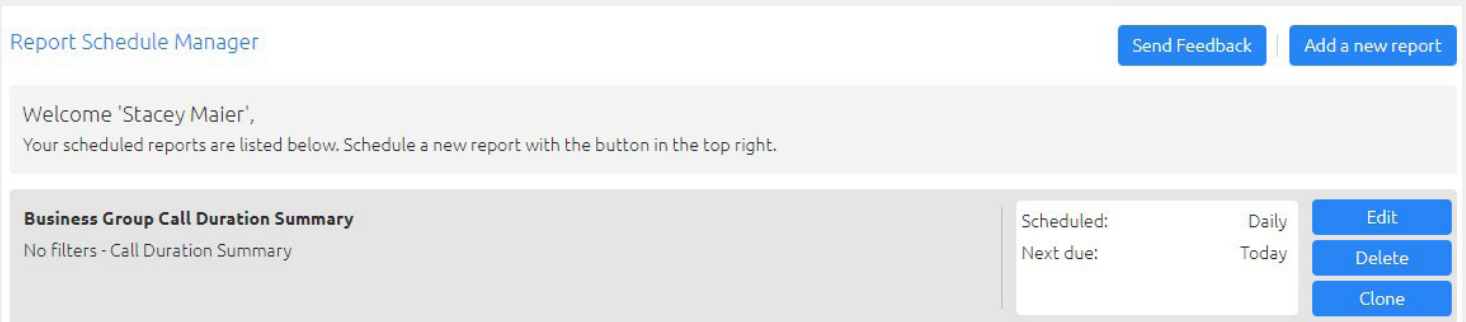 Report Schedule Manager
Send Feedback
Add a new report
Welcome 'Stacey Maier',
Your scheduled reports are listed below. Schedule a new report with the button in the top right.
Business Group Call Duration Summary
No filters - Call Duration Summary
Scheduled: Daily
Next due: Today
Edit
Delete
Clone